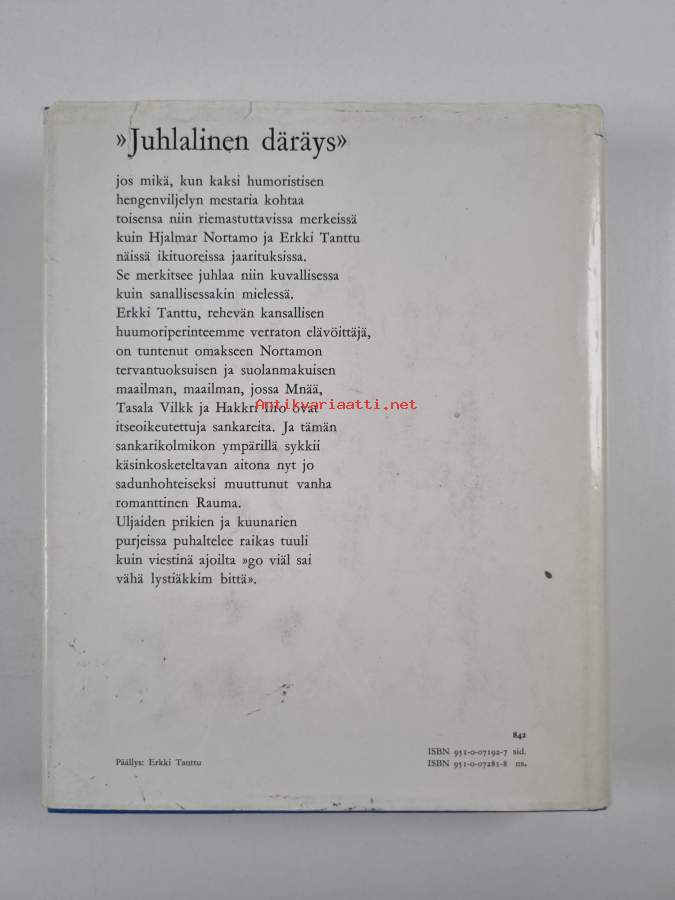 »Juhlalinen däräys»
jos mikä, kun kaksi humoristisen
hengenviljelyn mestaria kohtaa
toisensa niin riemastuttavissa merkeissä
kuin Hjalmar Nortamo ja Erkki Tanttu
näissä ikituoreissa jaarituksissa.
Se merkitsee juhlaa niin kuvallisessa
kuin sanallisessakin mielessä.
Erkki Tanttu, rehevän kansallisen
huumoriperinteemme verraton elävöittäjä,
on tuntenut omakseen Nortamon
tervantuoksuisen ja suolanmakuisen
maailman, maailman, jossa Mnää,
Tasala Vilkk ja Hakkri Iiro ovat
Antikvariaatti.net
itseoikeutettuja sankareita. Ja tämän
sankarikolmikon ympärillä sykkii
käsinkosketeltavan aitona nyt jo
sadunhohteiseksi muuttunut vanha
romanttinen Rauma.
Uljaiden prikien ja kuunarien
purjeissa puhaltelee raikas tuuli
kuin viestinä ajoilta »go viäl sai
vähä lystiäkkim bittä».
842
ISBN 951-0-07192-7 sid.
Päällys: Erkki Tanttu
ISBN 951-0-07281-8 ns.